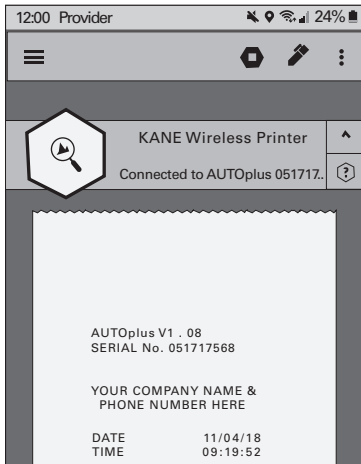 12:00 Provider 24%
KANE Wireless Printer
Connected to AUTOplus 051717..
?
AUTOplus V1 . 08
SERIAL No. 051717568
YOUR COMPANY NAME &
PHONE NUMBER HERE
DATE 11/04/18
TIME 09:19:52